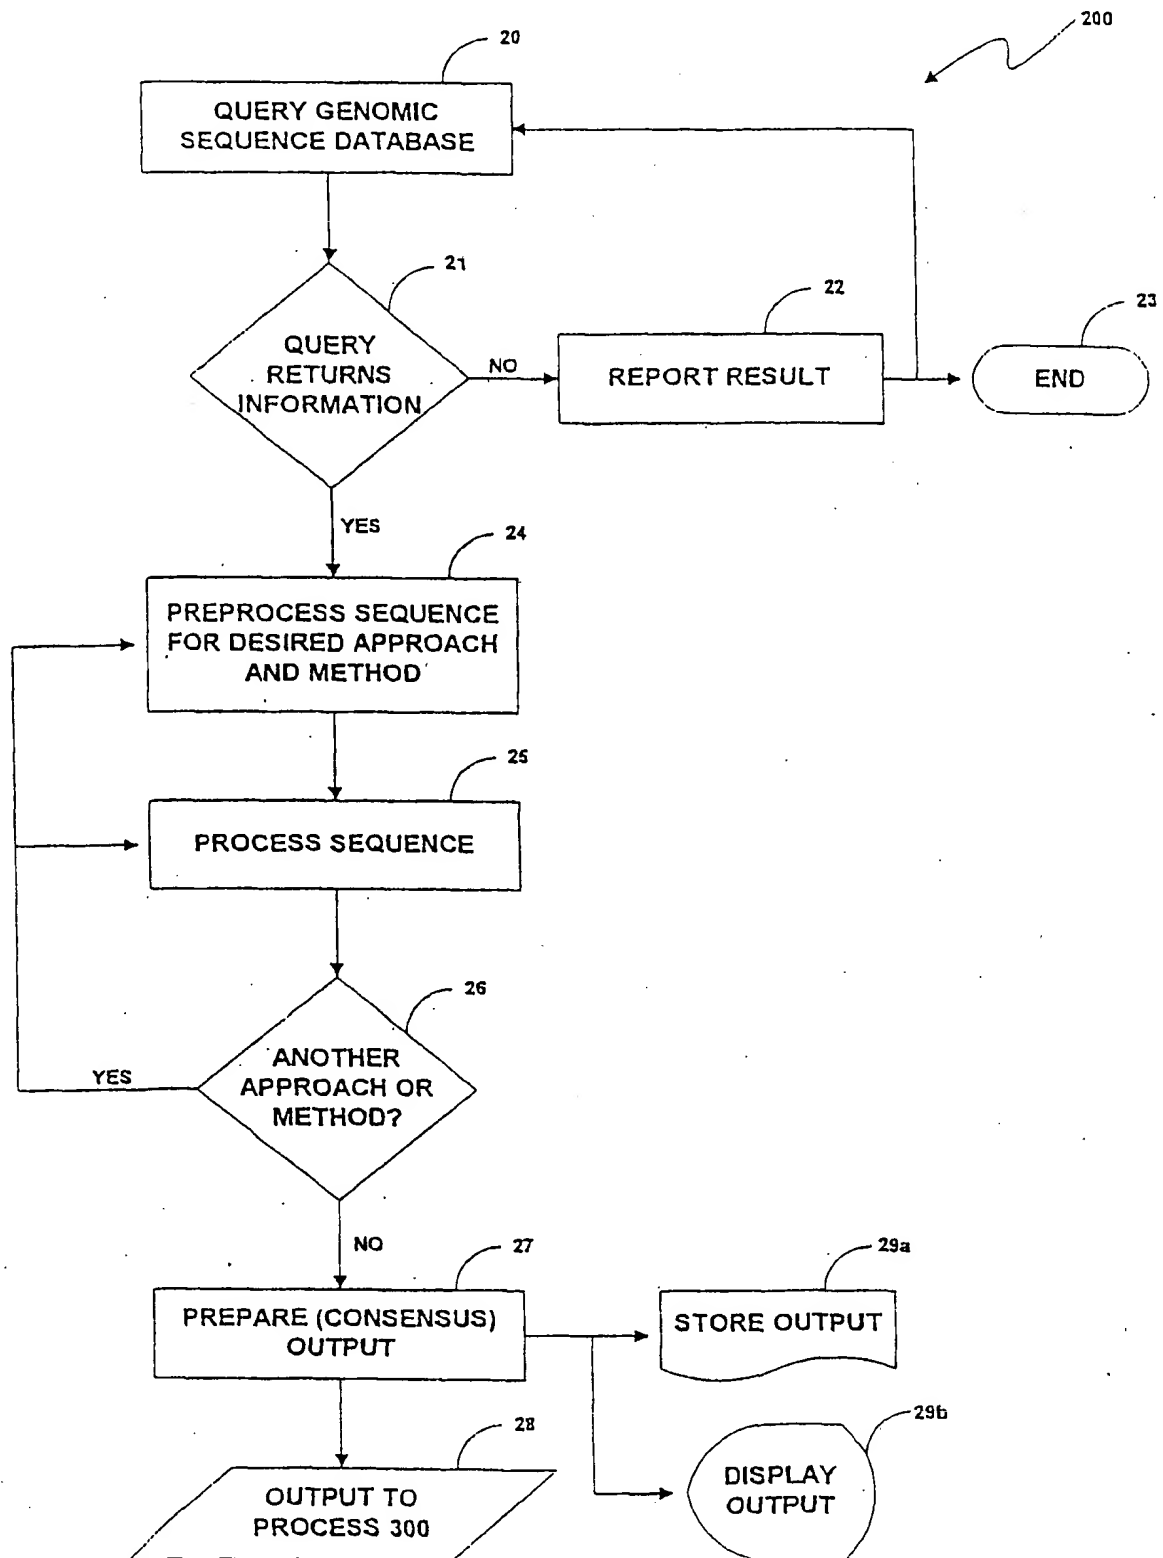 200
20
QUERY GENOMIC
SEQUENCE DATABASE
21
QUERY
RETURNS
INFORMATION
NO
22
REPORT RESULT
23
END
YES
24
PREPROCESS SEQUENCE
FOR DESIRED APPROACH
AND METHOD
25
PROCESS SEQUENCE
26
ANOTHER
APPROACH OR
METHOD?
YES
NO
27
PREPARE (CONSENSUS)
OUTPUT
29a
STORE OUTPUT
28
OUTPUT TO
PROCESS 300
29b
DISPLAY
OUTPUT